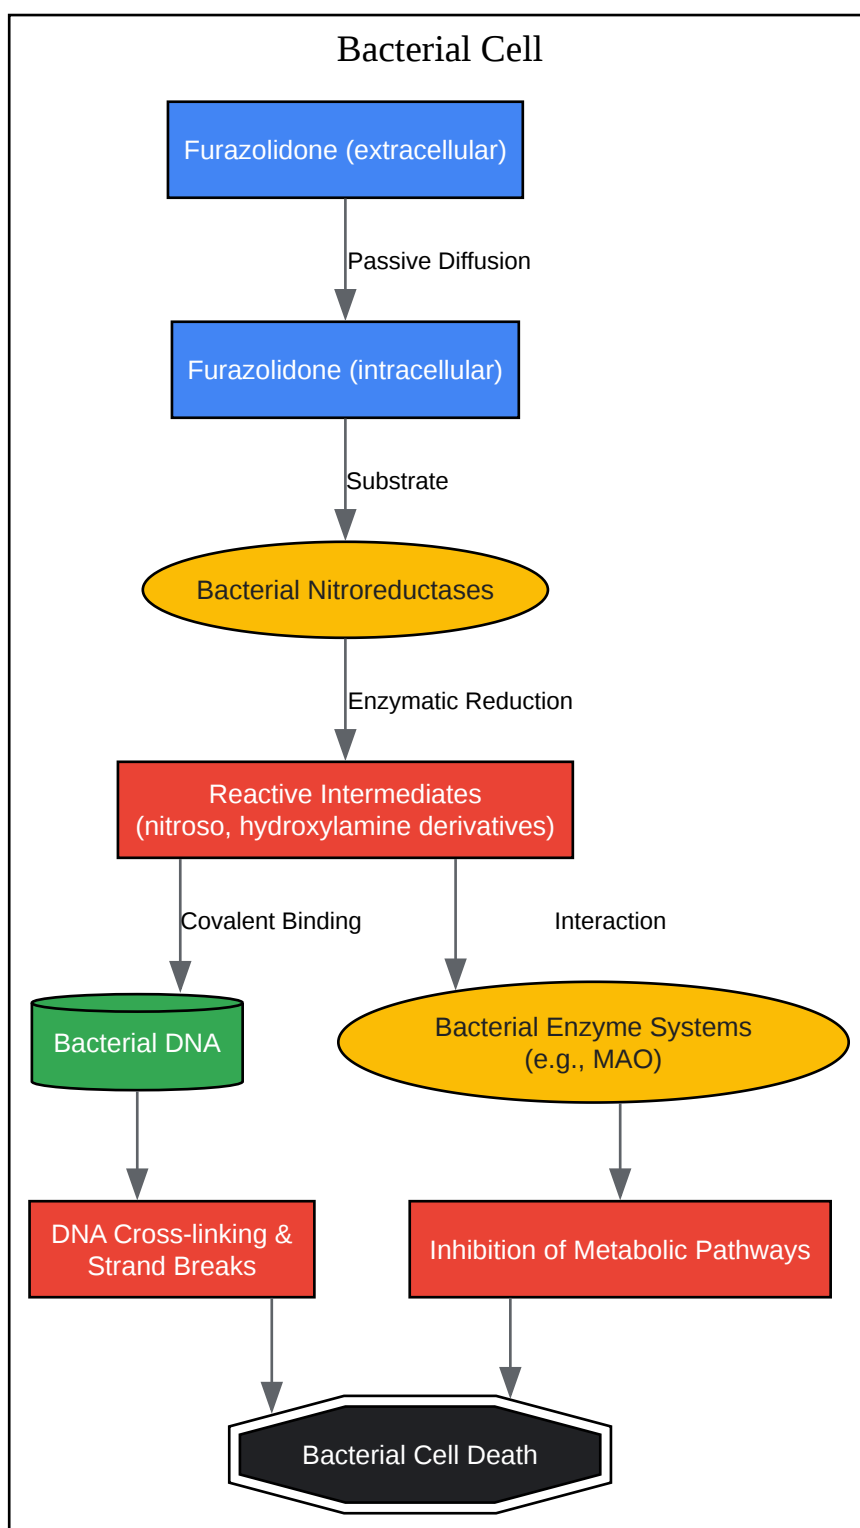 Bacterial Cell
Furazolidone (extracellular)
Passive Diffusion
Furazolidone (intracellular)
Substrate
Bacterial Nitroreductases
Enzymatic Reduction
Reactive Intermediates
(nitroso, hydroxylamine derivatives)
Covalent Binding
Interaction
Bacterial DNA
Bacterial Enzyme Systems
(e.g., MAO)
DNA Cross-linking &
Strand Breaks
Inhibition of Metabolic Pathways
Bacterial Cell Death